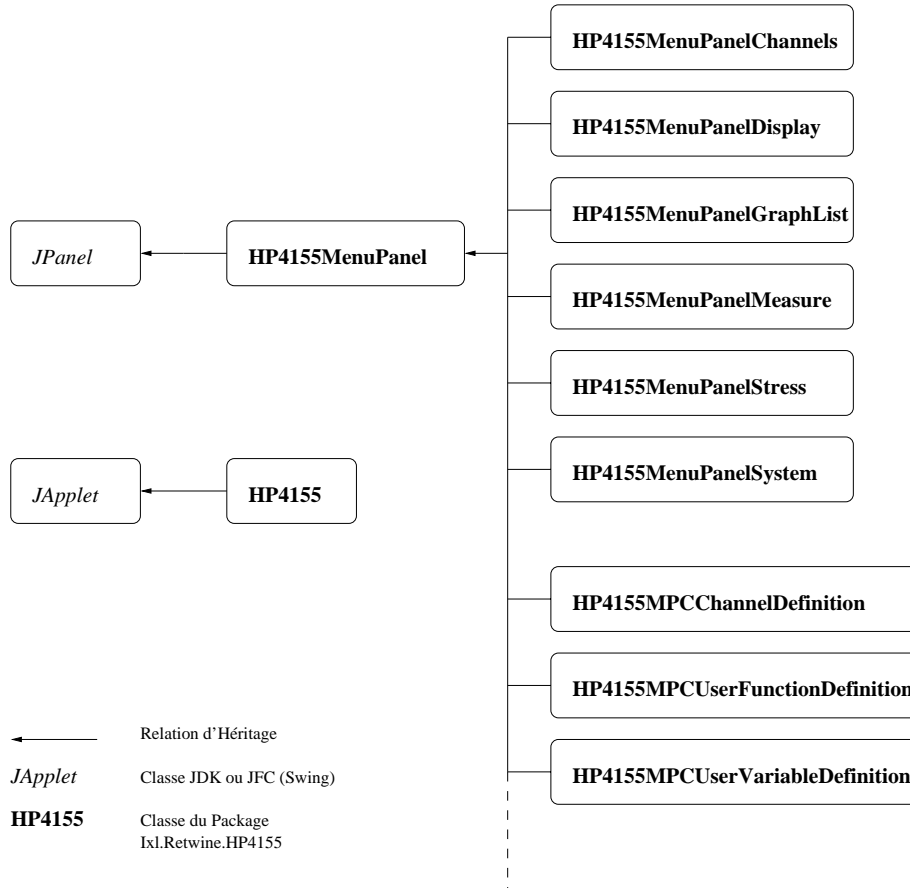 HP4155MenuPanelChannels
HP4155MenuPanelDisplay
HP4155MenuPanelGraphList
JPanel
HP4155MenuPanel
HP4155MenuPanelMeasure
HP4155MenuPanelStress
HP4155MenuPanelSystem
JApplet
HP4155
HP4155MPCChannelDefinition
HP4155MPCUserFunctionDefinition
HP4155MPCUserVariableDefinition
Relation d'Héritage
JApplet Classe JDK ou JFC (Swing)
HP4155 Classe du Package
Ixl.Retwine.HP4155